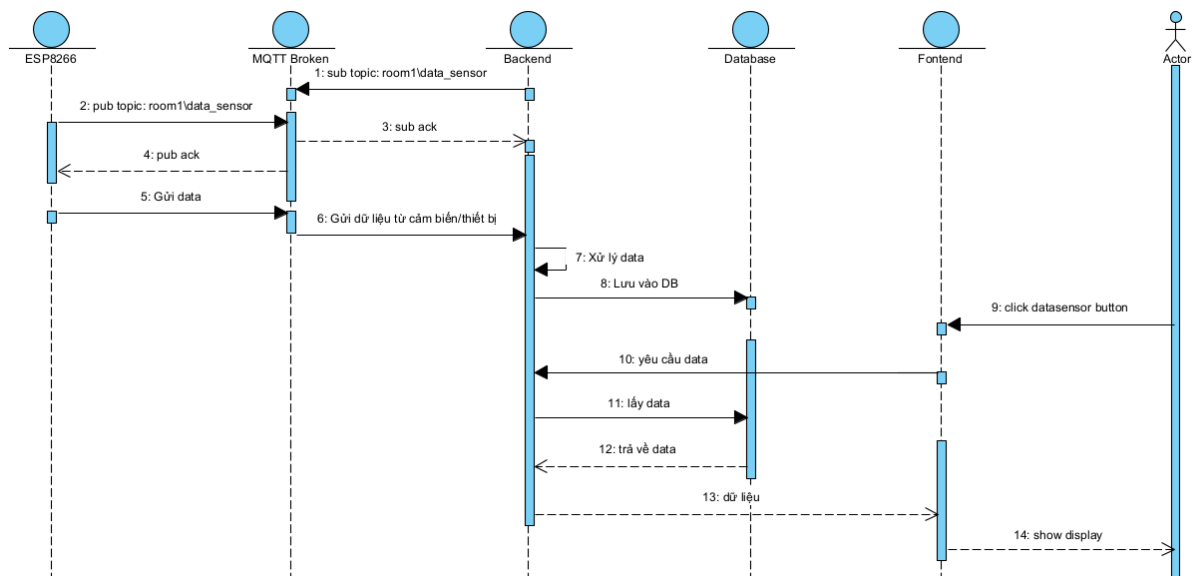 ESP8266
MQTT Broken
Backend
Database
Fontend
Actor
1: sub topic: room1\data_sensor
2: pub topic: room1\data_sensor
3: sub ack
4: pub ack
5: Gửi data
6: Gửi dữ liệu từ cảm biến/thiết bị
7: Xử lý data
8: Lưu vào DB
9: click datasensor button
10: yêu cầu data
11: lấy data
12: trả về data
13: dữ liệu
14: show display